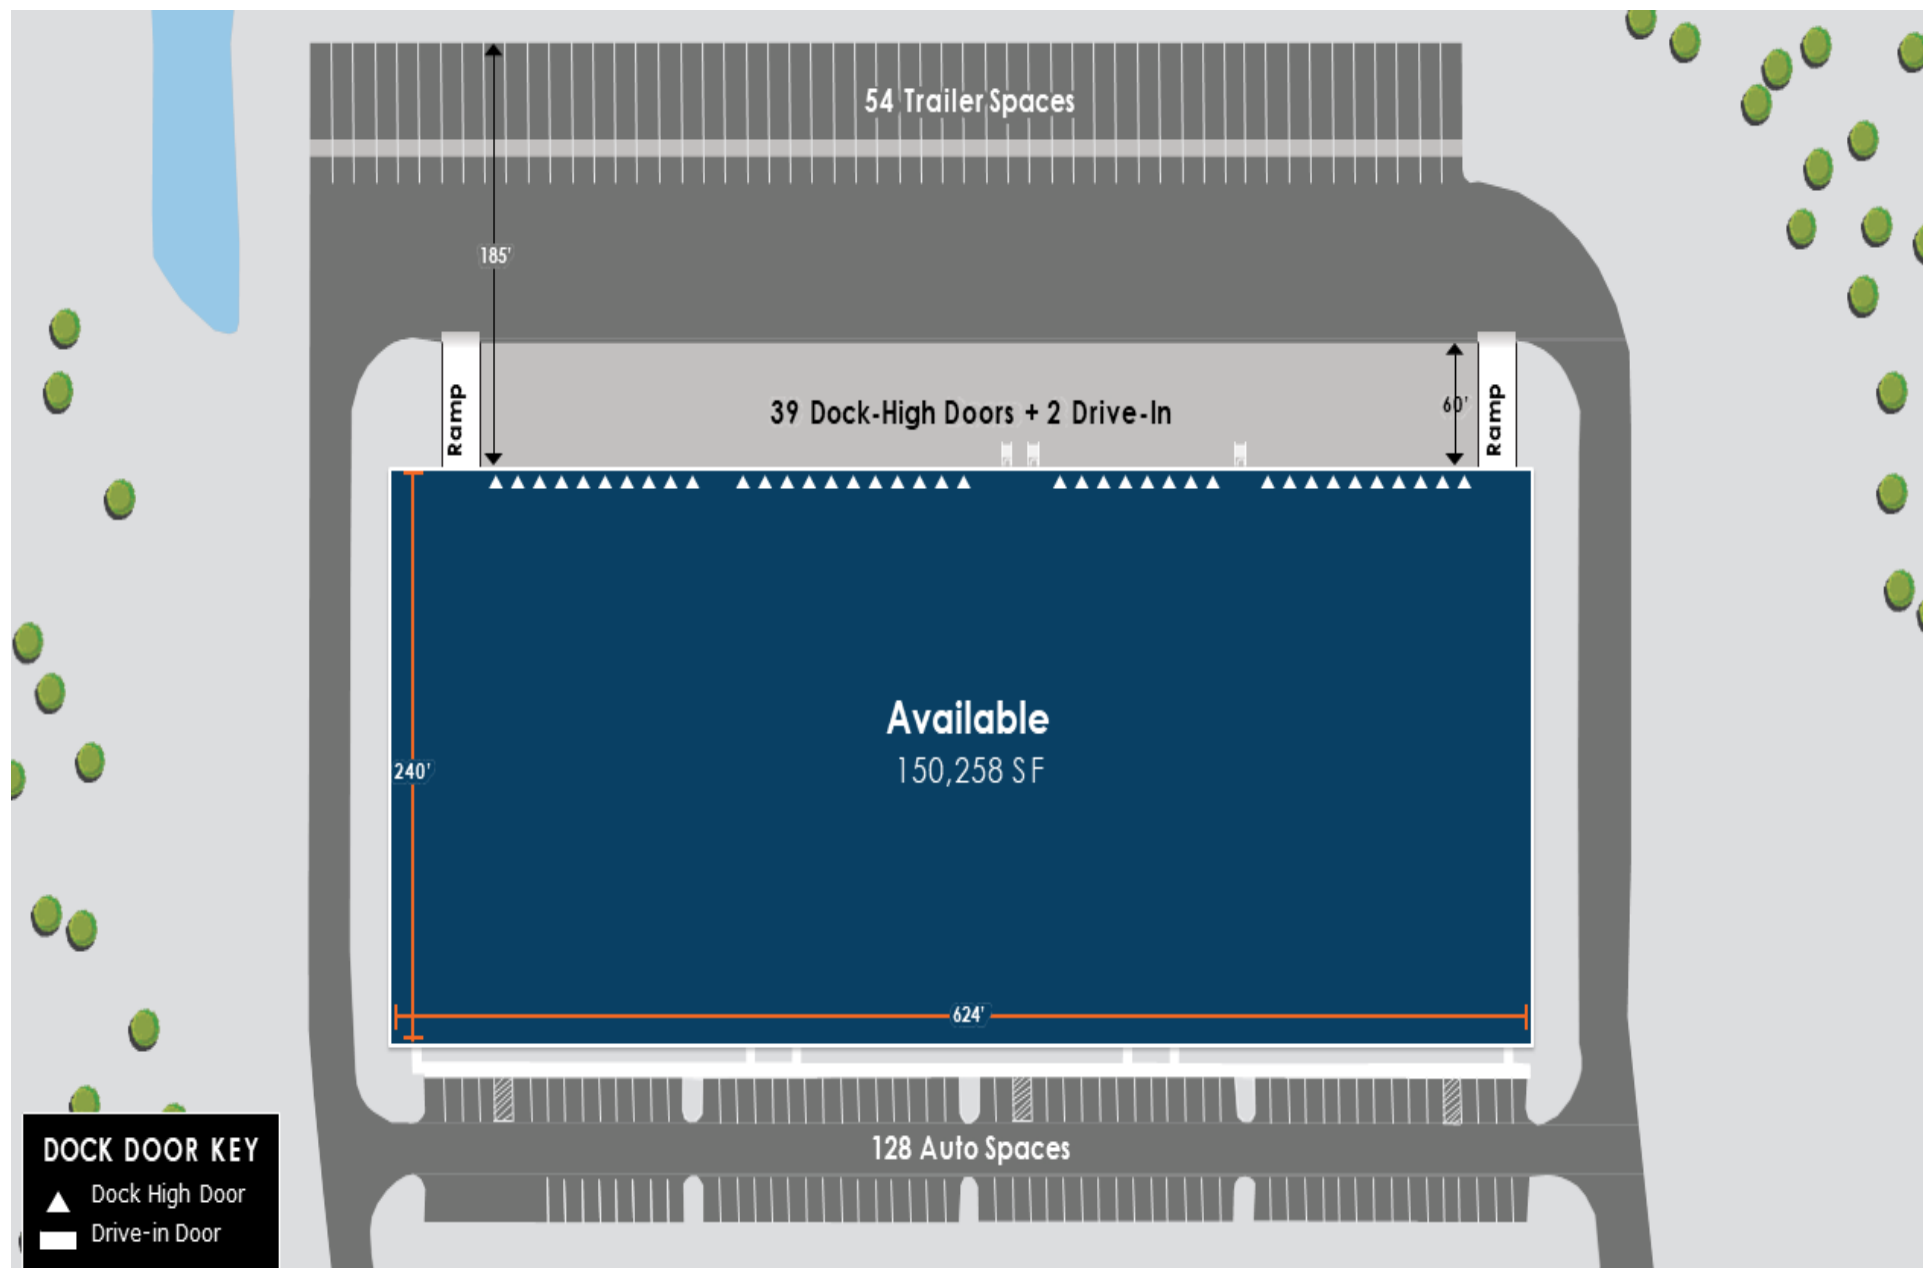 54 Trailer Spaces
185'
39 Dock-High Doors + 2 Drive-In
60'
Ramp
Ramp
Available
150,258 SF
240'
624'
128 Auto Spaces
DOCK DOOR KEY
Dock High Door
Drive-in Door